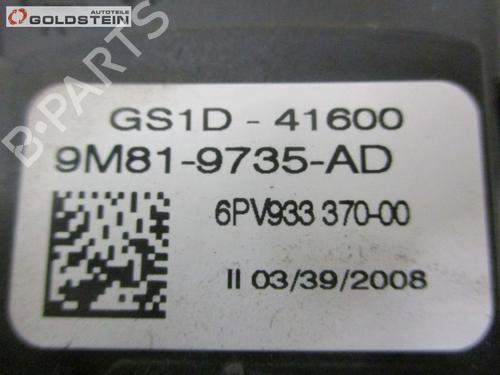 AUTOTEILE
GOLDSTEIN
GS1D - 41600
9M81-9735-AD
6PV933 370-00
II 03/39/2008
B-PARTS